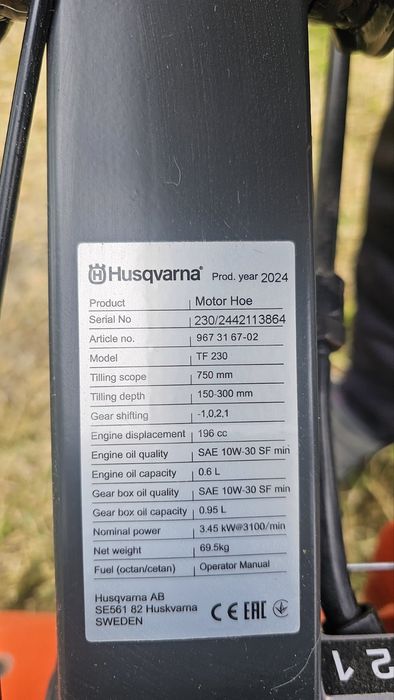 Husqvarna® Prod. year 2024
Product Motor Hoe
Serial No 230/2442113864
Article no. 967 31 67-02
Model TF 230
Tilling scope 750 mm
Tilling depth 150-300 mm
Gear shifting -1,0,2,1
Engine displacement 196 cc
Engine oil quality SAE 10W-30 SF min
Engine oil capacity 0.6 L
Gear box oil quality SAE 10W-30 SF min
Gear box oil capacity 0.95 L
Nominal power 3.45 kW@3100/min
Net weight 69.5kg
Fuel (octan/cetan) Operator Manual
Husqvarna AB
SE561 82 Huskvarna
SWEDEN
CE EAC
1 2